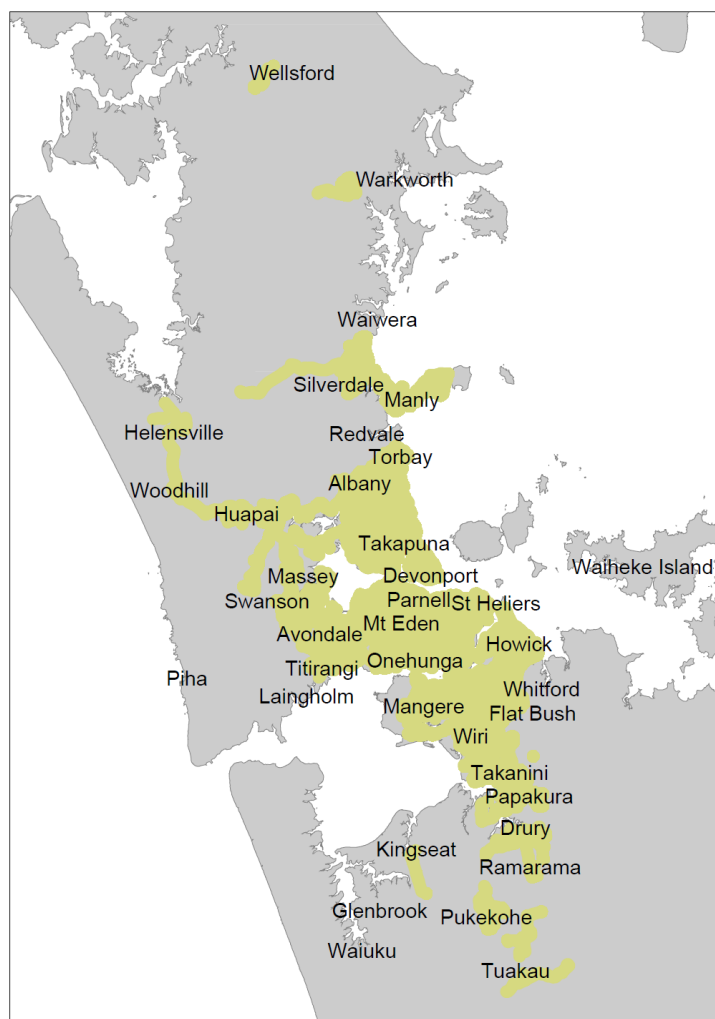 Wellsford
Warkworth
Waiwera
Silverdale
Manly
Helensville
Redvale
Torbay
Albany
Woodhill
Huapai
Takapuna
Waiheke Island
Massey
Devonport
Swanson
Parnell
St Heliers
Mt Eden
Avondale
Howick
Onehunga
Titirangi
Piha
Whitford
Laingholm
Mangere
Flat Bush
Wiri
Takanini
Papakura
Drury
Kingseat
Ramarama
Glenbrook
Pukekohe
Waiuku
Tuakau